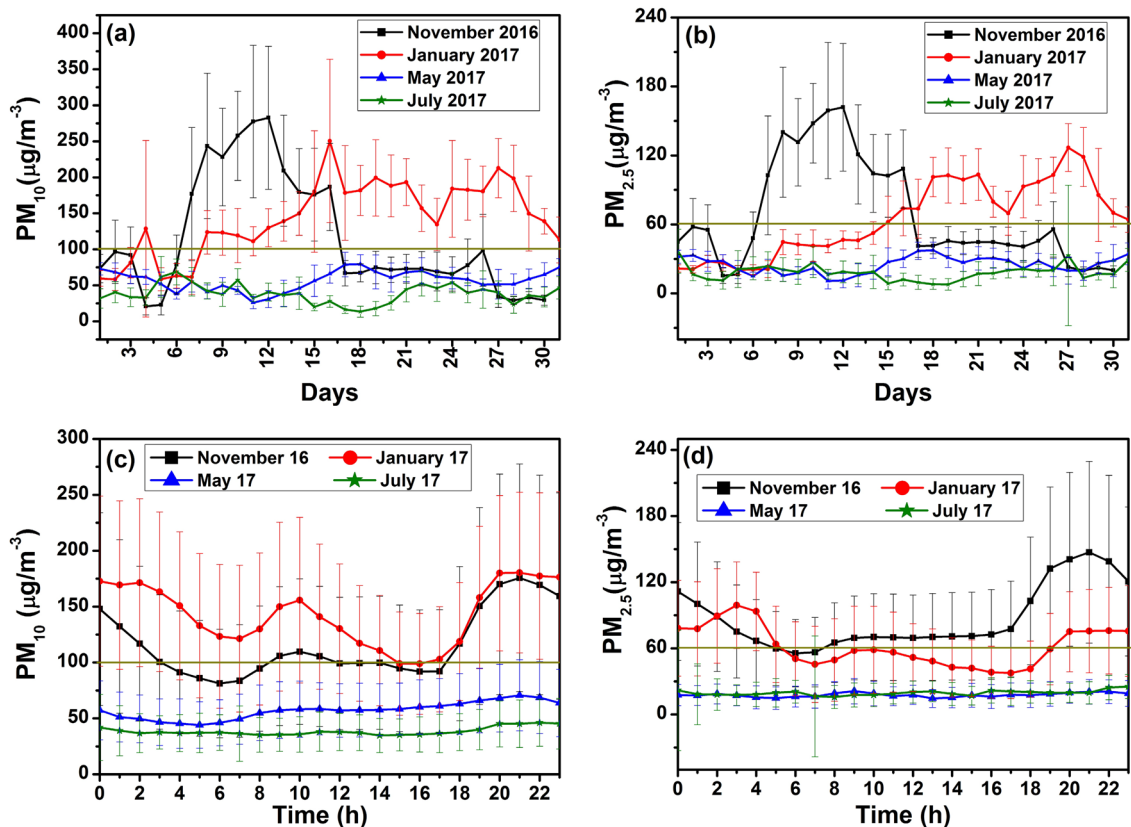 (a)
November 2016
January 2017
May 2017
July 2017
PM10 (μg/m−3)
400
350
300
250
200
150
100
50
0
3 6 9 12 15 18 21 24 27 30
Days
(b)
November 2016
January 2017
May 2017
July 2017
PM2.5 (μg/m−3)
240
180
120
60
0
3 6 9 12 15 18 21 24 27 30
Days
(c)
November 16 January 17
May 17 July 17
PM10 (μg/m−3)
300
250
200
150
100
50
0
0 2 4 6 8 10 12 14 16 18 20 22
Time (h)
(d)
November 16 January 17
May 17 July 17
PM2.5 (μg/m−3)
240
180
120
60
0
0 2 4 6 8 10 12 14 16 18 20 22
Time (h)